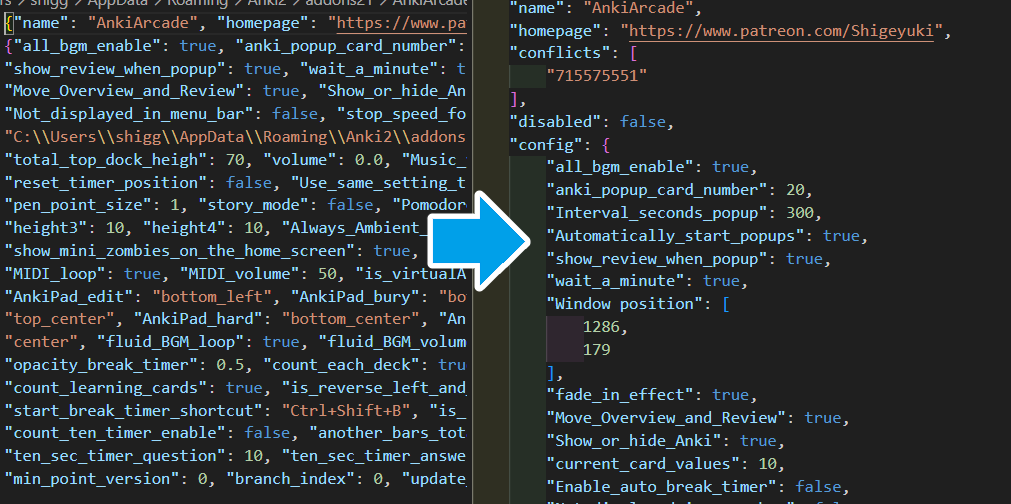 s > shigg > AppData > Roaming > Anki2 > addons21 > AnkiArcade
{"name": "AnkiArcade", "homepage": "https://www.pat
{"all_bgm_enable": true, "anki_popup_card_number":
"show_review_when_popup": true, "wait_a_minute": t
"Move_Overview_and_Review": true, "Show_or_hide_An
"Not_displayed_in_menu_bar": false, "stop_speed_fo
"C:\\Users\\shigg\\AppData\\Roaming\\Anki2\\addons
"total_top_dock_heigh": 70, "volume": 0.0, "Music_
"reset_timer_position": false, "Use_same_setting_t
"pen_point_size": 1, "story_mode": false, "Pomodor
"height3": 10, "height4": 10, "Always_Ambient_
"show_mini_zombies_on_the_home_screen": true,
"MIDI_loop": true, "MIDI_volume": 50, "is_virtualA
"AnkiPad_edit": "bottom_left", "AnkiPad_bury": "bo
"top_center", "AnkiPad_hard": "bottom_center", "An
"center", "fluid_BGM_loop": true, "fluid_BGM_volum
"opacity_break_timer": 0.5, "count_each_deck": tru
"count_learning_cards": true, "is_reverse_left_and
"start_break_timer_shortcut": "Ctrl+Shift+B", "is_
"count_ten_timer_enable": false, "another_bars_tot
"ten_sec_timer_question": 10, "ten_sec_timer_answe
"min_point_version": 0, "branch_index": 0, "update_
"name": "AnkiArcade",
"homepage": "https://www.patreon.com/Shigeyuki",
"conflicts": [
"715575551"
],
"disabled": false,
"config": {
"all_bgm_enable": true,
"anki_popup_card_number": 20,
"Interval_seconds_popup": 300,
"Automatically_start_popups": true,
"show_review_when_popup": true,
"wait_a_minute": true,
"Window position": [
1286,
179
],
"fade_in_effect": true,
"Move_Overview_and_Review": true,
"Show_or_hide_Anki": true,
"current_card_values": 10,
"Enable_auto_break_timer": false,